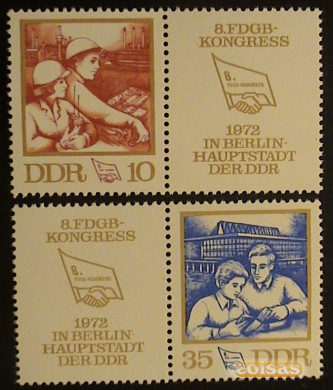 8.FDGB-
KONGRESS
8.
FDGB-KONGRESS
1972
IN BERLIN-
HAUPTSTADT
DER DDR
DDR 10
8.FDGB-
KONGRESS
8.
FDGB-KONGRESS
1972
IN BERLIN-
HAUPTSTADT
DER DDR
35 DDR
coisas